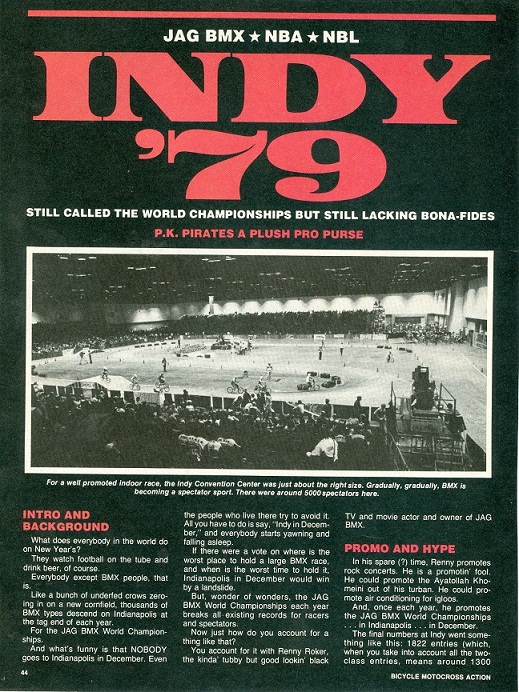 JAG BMX ★ NBA ★ NBL
INDY
'79
STILL CALLED THE WORLD CHAMPIONSHIPS BUT STILL LACKING BONA-FIDES
P.K. PIRATES A PLUSH PRO PURSE
For a well promoted indoor race, the Indy Convention Center was just about the right size. Gradually, gradually, BMX is
becoming a spectator sport. There were around 5000 spectators here.
INTRO AND
BACKGROUND
What does everybody in the world do
on New Year's?
They watch football on the tube and
drink beer, of course.
Everybody except BMX people, that
is.
Like a bunch of underfed crows zero-
ing in on a new cornfield, thousands of
BMX types descend on Indianapolis at
the tag end of each year.
For the JAG BMX World Champion-
ships.
And what's funny is that NOBODY
goes to Indianapolis in December. Even
the people who live there try to avoid it.
All you have to do is say, "Indy in Decem-
ber," and everybody starts yawning and
falling asleep.
If there were a vote on where is the
worst place to hold a large BMX race,
and when is the worst time to hold it,
Indianapolis in December would win
by a landslide.
But, wonder of wonders, the JAG
BMX World Championships each year
breaks all existing records for racers
and spectators.
Now just how do you account for a
thing like that?
You account for it with Renny Roker,
the kinda' tubby but good lookin' black
TV and movie actor and owner of JAG
BMX.
PROMO AND HYPE
In his spare (?) time, Renny promotes
rock concerts. He is a promotin' fool.
He could promote the Ayatollah Kho-
meini out of his turban. He could pro-
mote air conditioning for igloos.
And, once each year, he promotes
the JAG BMX World Championships
. . . in Indianapolis . . . in December.
The final numbers at Indy went some-
thing like this: 1822 entries (which,
when you take into account all the two-
class entries, means around 1300
44
BICYCLE MOTOCROSS ACTION